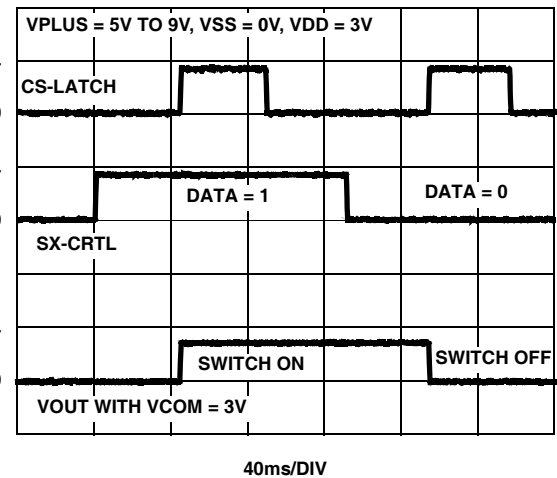 VPLUS = 5V TO 9V, VSS = 0V, VDD = 3V
CS-LATCH
DATA = 1
DATA = 0
SX-CRTL
SWITCH ON
SWITCH OFF
VOUT WITH VCOM = 3V
40ms/DIV